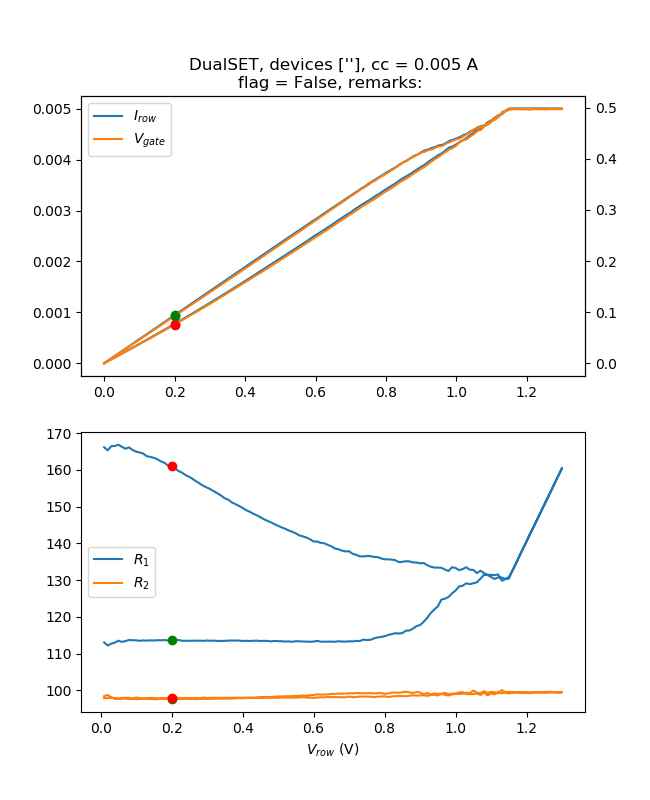 DualSET, devices [''], cc = 0.005 A
flag = False, remarks:
0.005
0.004
0.003
0.002
0.001
0.000
0.5
0.4
0.3
0.2
0.1
0.0
I_row
V_gate
0.0 0.2 0.4 0.6 0.8 1.0 1.2
170
160
150
140
130
120
110
100
R_1
R_2
0.0 0.2 0.4 0.6 0.8 1.0 1.2
V_row (V)